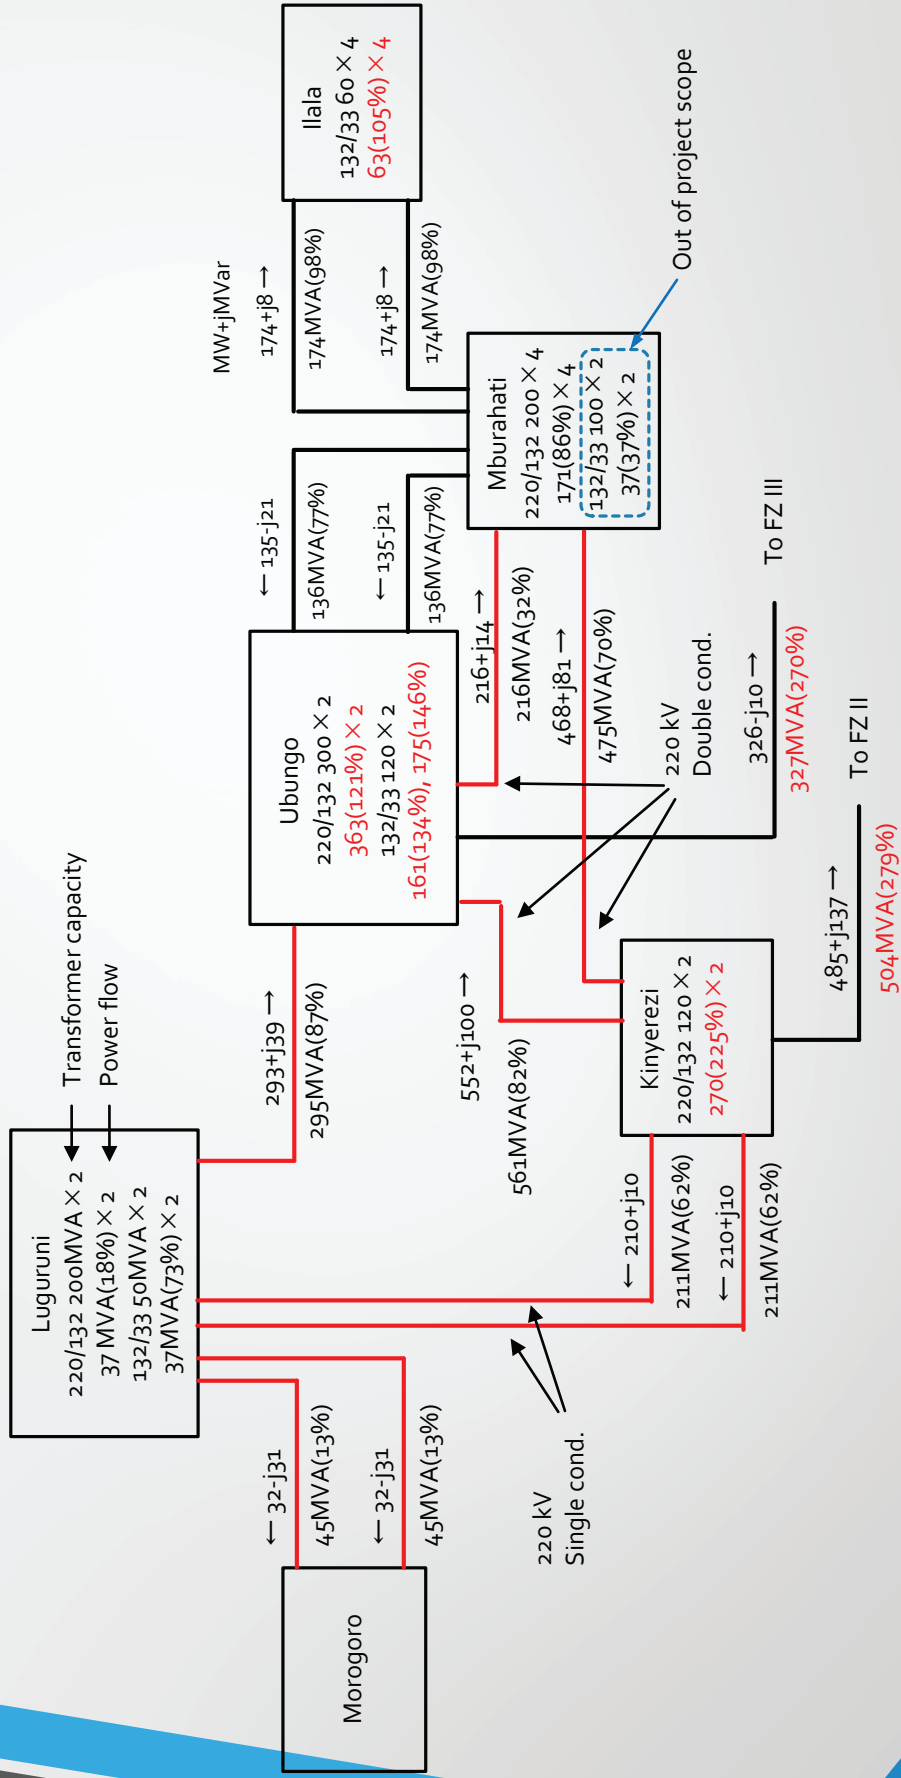 Luguruni
220/132 200MVA×2
37 MVA(18%)×2
132/33 50MVA×2
37MVA(73%)×2
Transformer capacity
Power flow
Morogoro
← 32-j31
45MVA(13%)
← 32-j31
45MVA(13%)
220 kV
Single cond.
293+j39 →
295MVA(87%)
552+j100 →
561MVA(82%)
← 210+j10
211MVA(62%)
← 210+j10
211MVA(62%)
Ubungo
220/132 300×2
363(121%)×2
132/33 120×2
161(134%), 175(146%)
Kinyerezi
220/132 120×2
270(225%)×2
← 135-j21
136MVA(77%)
← 135-j21
136MVA(77%)
216+j14 →
216MVA(32%)
468+j81 →
475MVA(70%)
220 kV
Double cond.
326-j10 →
327MVA(270%)
To FZ III
485+j137 →
504MVA(279%)
To FZ II
MW+jMVar
174+j8 →
174MVA(98%)
174+j8 →
174MVA(98%)
Mburahati
220/132 200×4
171(86%)×4
132/33 100×2
37(37%)×2
Ilala
132/33 60×4
63(105%)×4
Out of project scope